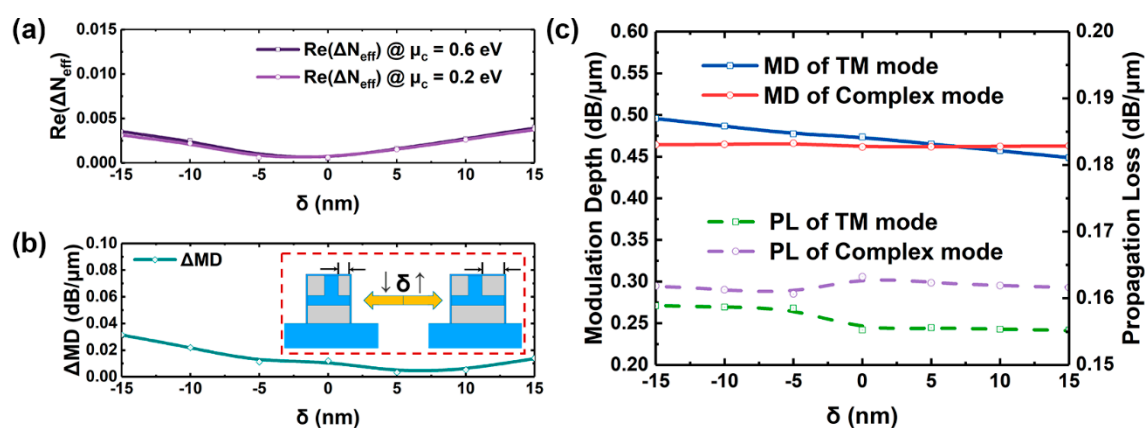 (a)
Re(ΔN_eff)
0.015
0.010
0.005
0.000
Re(ΔN_eff) @ μ_c = 0.6 eV
Re(ΔN_eff) @ μ_c = 0.2 eV
-15 -10 -5 0 5 10 15
δ (nm)
(b)
ΔMD (dB/μm)
0.10
0.08
0.06
0.04
0.02
0.00
ΔMD
↓ δ ↑
-15 -10 -5 0 5 10 15
δ (nm)
(c)
Modulation Depth (dB/μm)
0.60
0.55
0.50
0.45
0.40
0.35
0.30
0.25
0.20
MD of TM mode
MD of Complex mode
PL of TM mode
PL of Complex mode
0.20
0.19
0.18
0.17
0.16
0.15
Propagation Loss (dB/μm)
-15 -10 -5 0 5 10 15
δ (nm)